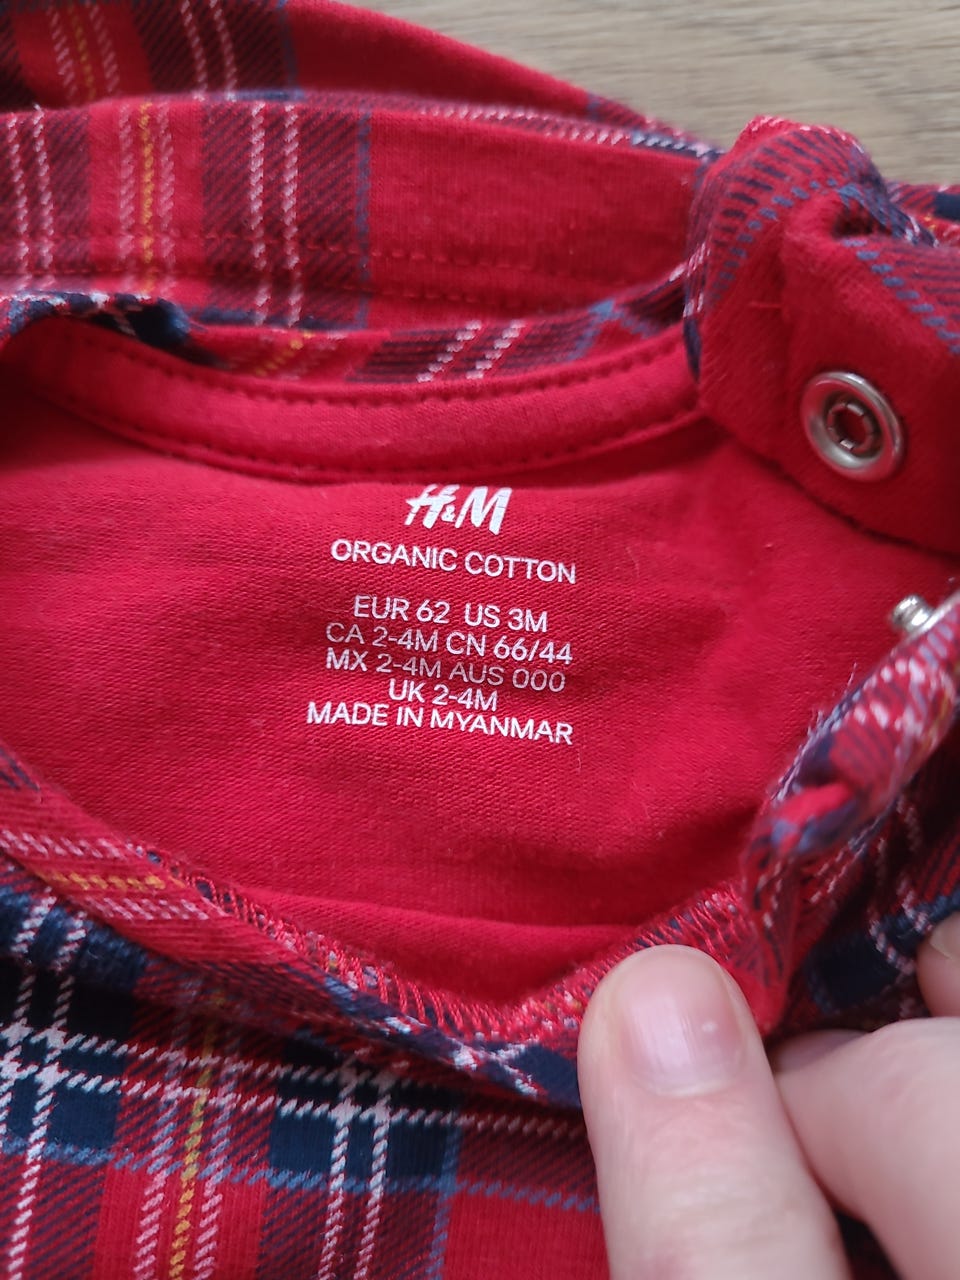 H&M
ORGANIC COTTON
EUR 62 US 3M
CA 2-4M CN 66/44
MX 2-4M AUS 000
UK 2-4M
MADE IN MYANMAR